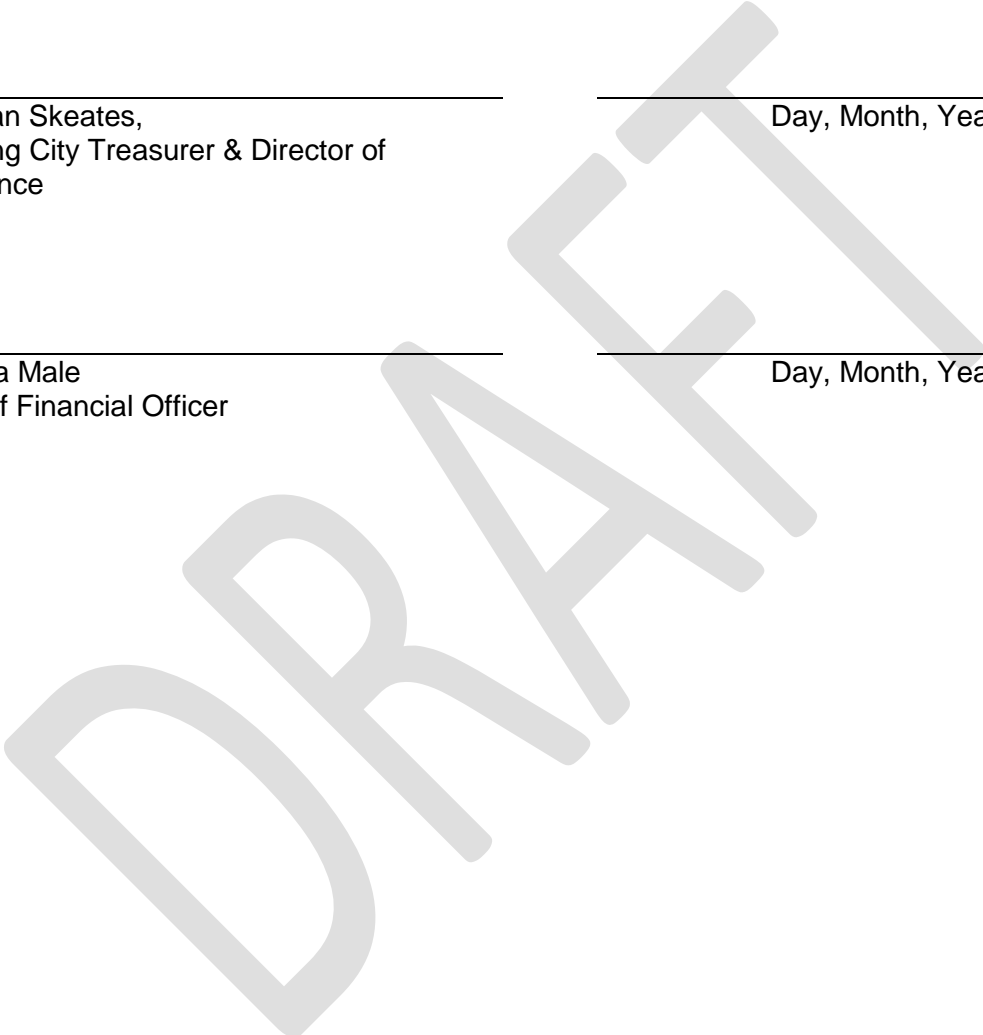 an Skeates,
Day, Month, Yea
ng City Treasurer & Director of
nce
a Male
Day, Month, Yea
f Financial Officer
DRAFT